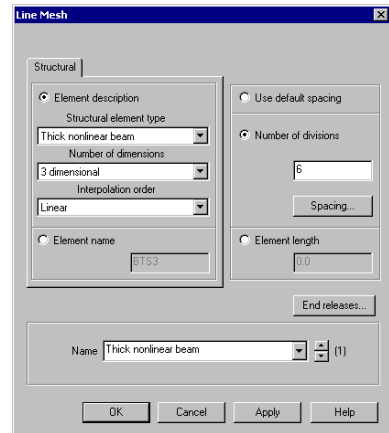 Line Mesh
Structural
Element description
Structural element type
Thick nonlinear beam
Number of dimensions
3 dimensional
Interpolation order
Linear
Element name
BTS3
Use default spacing
Number of divisions
6
Spacing...
Element length
0.0
End releases...
Name Thick nonlinear beam (1)
OK Cancel Apply Help